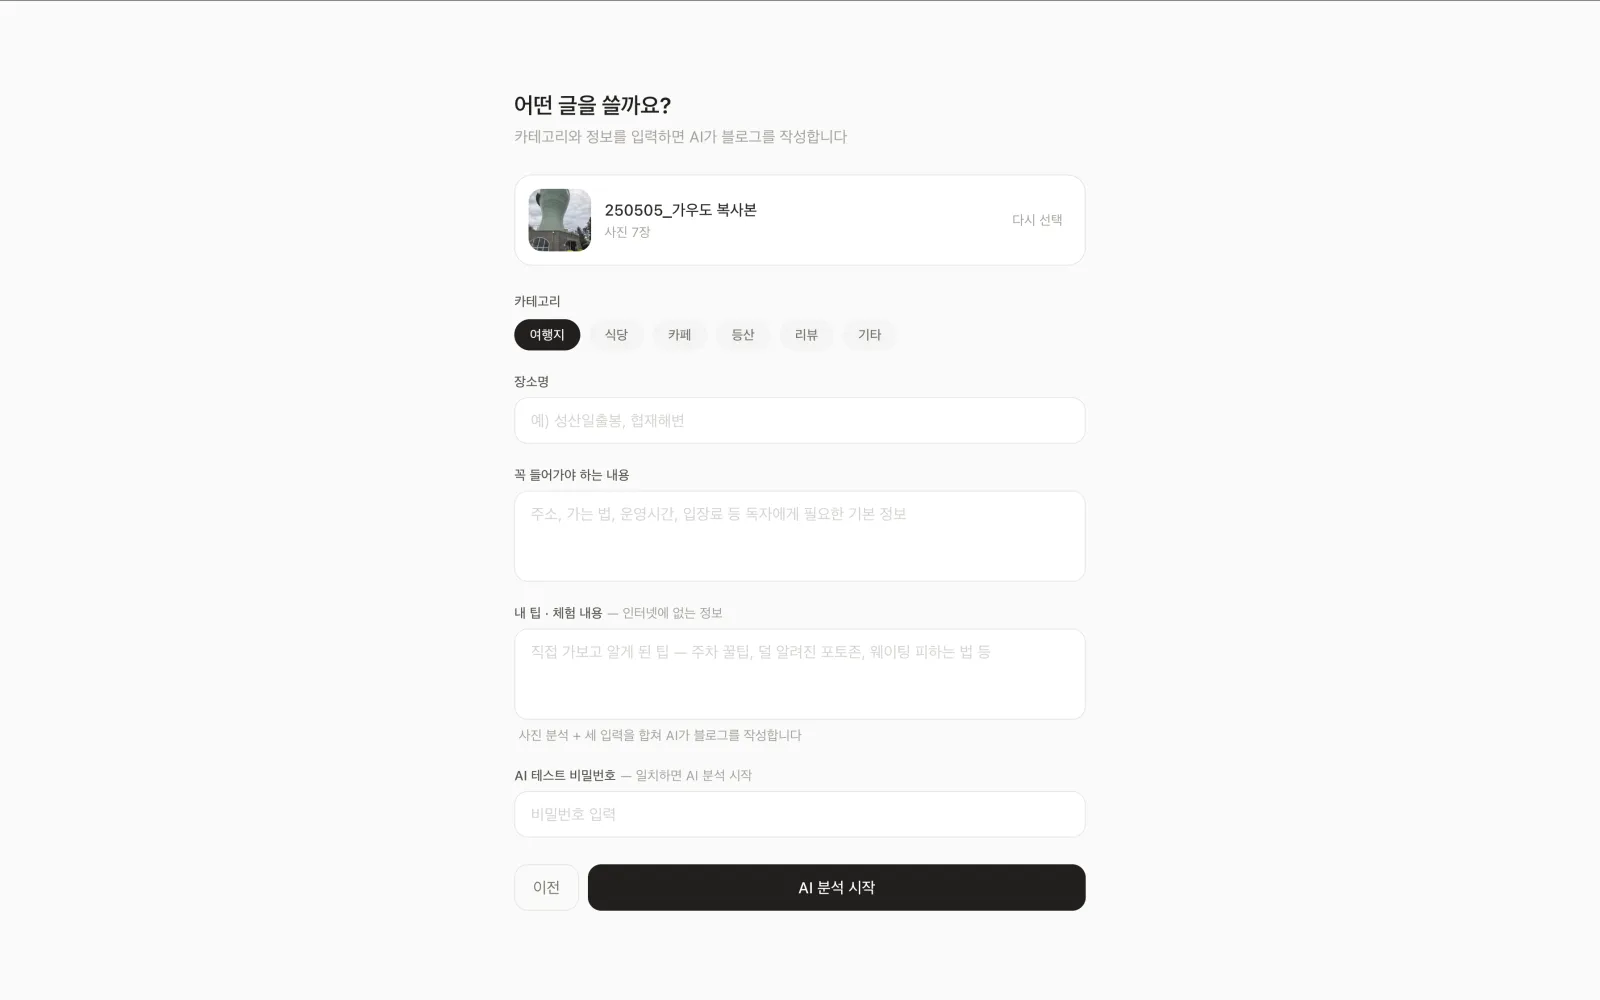 어떤 글을 쓸까요?
카테고리와 정보를 입력하면 AI가 블로그를 작성합니다
250505_가우도 복사본
사진 7장
다시 선택
카테고리
여행지 식당 카페 등산 리뷰 기타
장소명
예) 성산일출봉, 협재해변
꼭 들어가야 하는 내용
주소, 가는 법, 운영시간, 입장료 등 독자에게 필요한 기본 정보
내 팁 · 체험 내용 — 인터넷에 없는 정보
직접 가보고 알게 된 팁 — 주차 꿀팁, 덜 알려진 포토존, 웨이팅 피하는 법 등
사진 분석 + 세 입력을 합쳐 AI가 블로그를 작성합니다
AI 테스트 비밀번호 — 일치하면 AI 분석 시작
비밀번호 입력
이전
AI 분석 시작